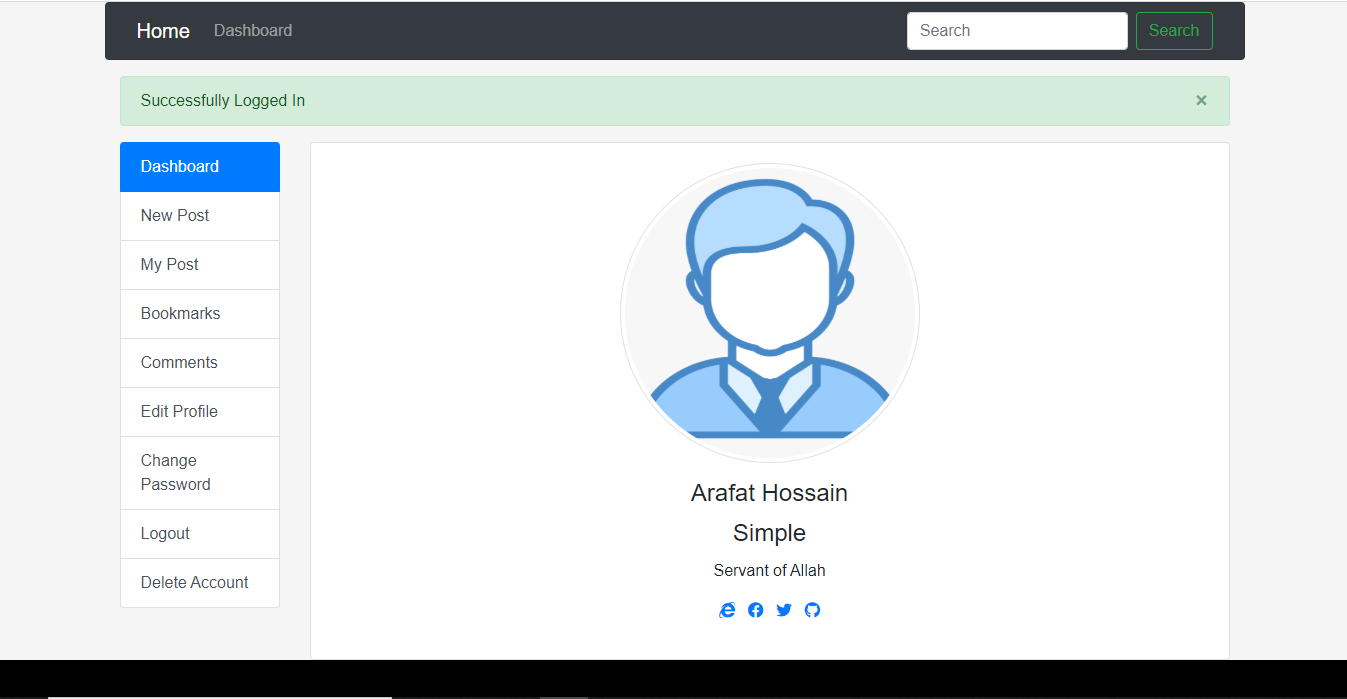 Home Dashboard Search Search
Successfully Logged In ×
Dashboard
New Post
My Post
Bookmarks
Comments
Edit Profile
Change
Password
Logout
Delete Account
Arafat Hossain
Simple
Servant of Allah